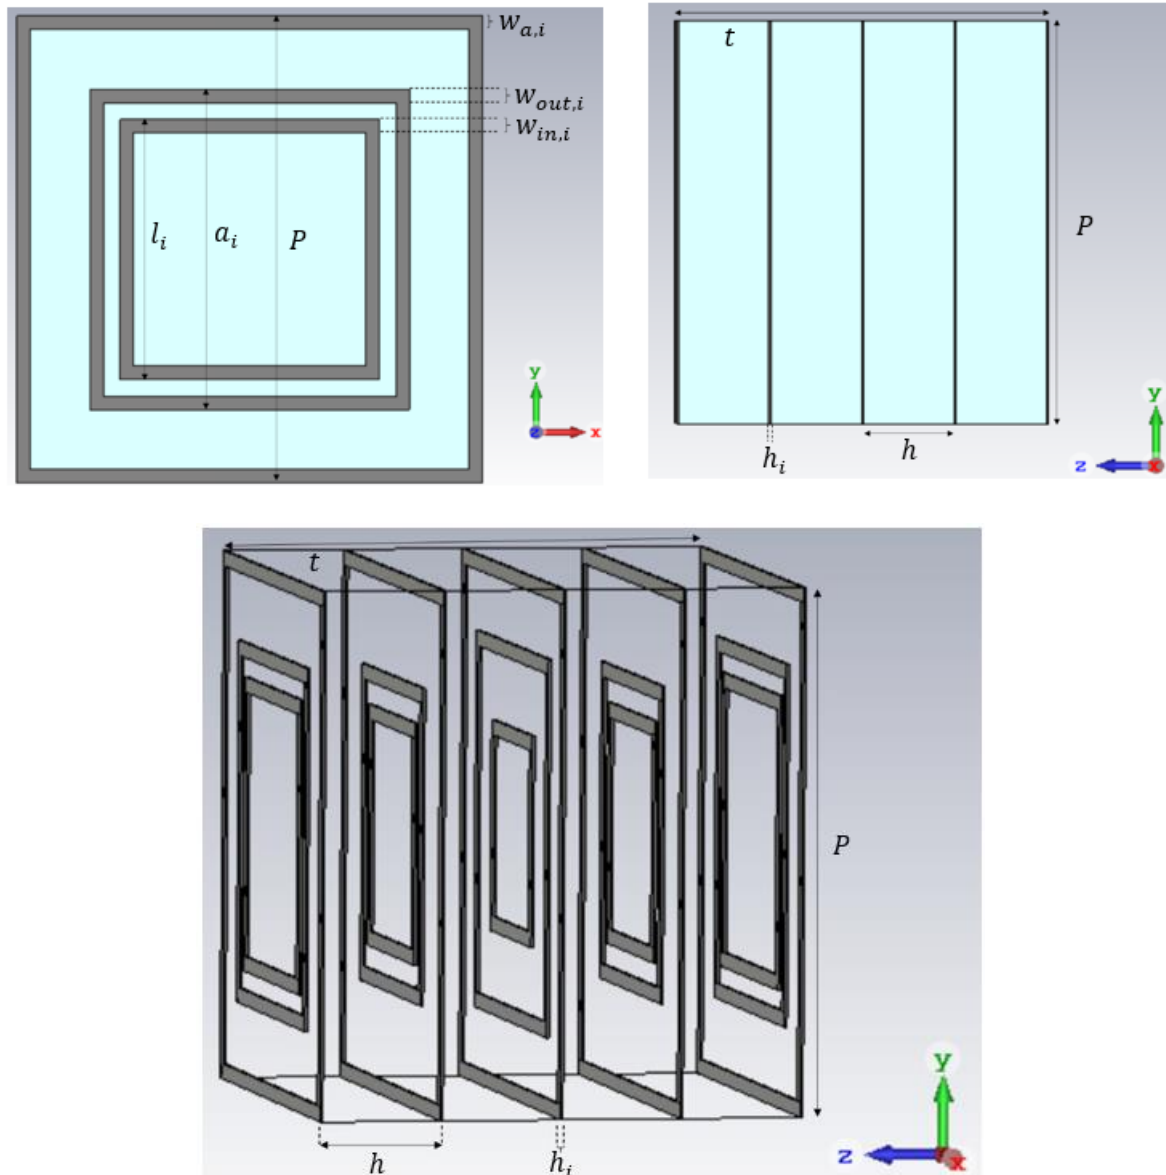 w_{a,i}
w_{out,i}
w_{in,i}
l_i
a_i
P
y
z
x
t
P
h_i
h
y
z
x
t
P
h
h_i
y
z
x